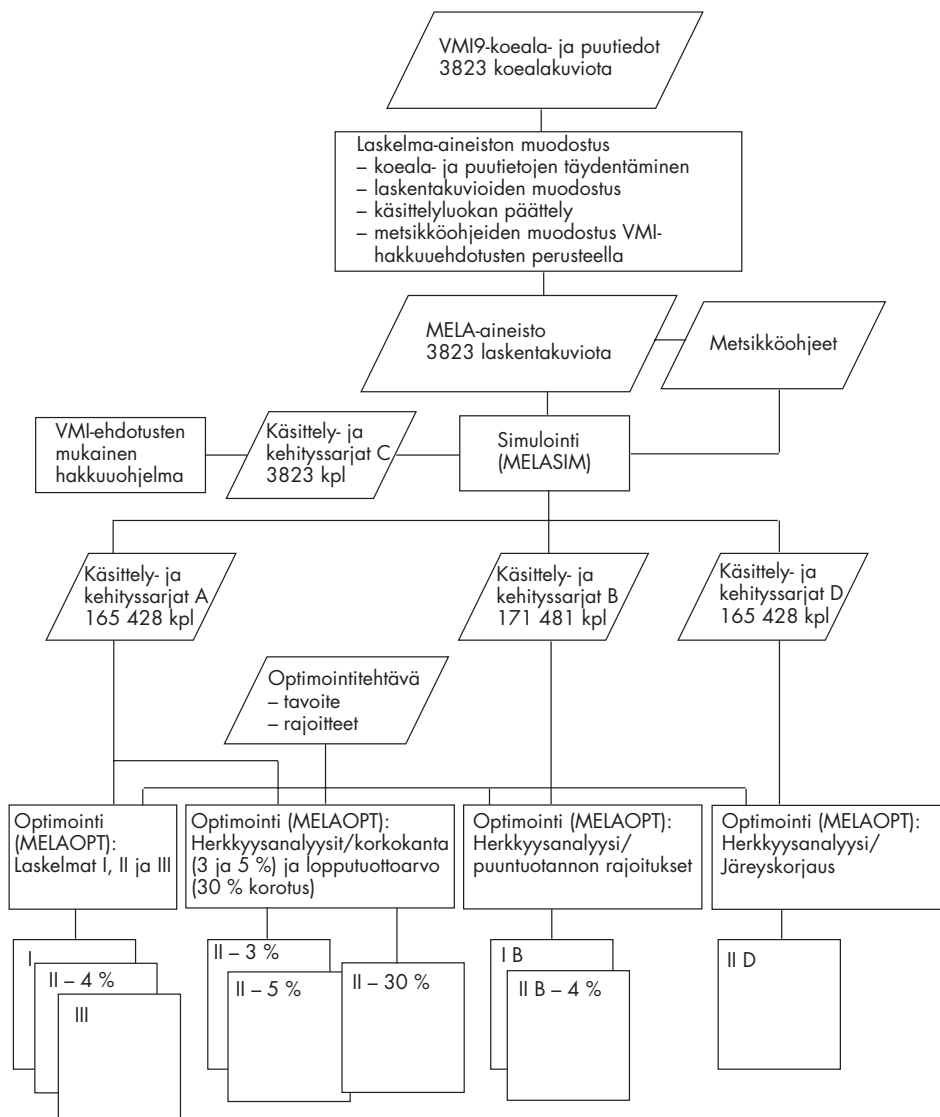 VMI9-koeala- ja puutiedot
3823 koealakuviota
Laskelma-aineiston muodostus
– koeala- ja puutietojen täydentäminen
– laskentakuvioiden muodostus
– käsittelyluokan päättely
– metsikköohjeiden muodostus VMI-
hakkuuehdotusten perusteella
MELA-aineisto
3823 laskentakuviota
Metsikköohjeet
VMI-ehdotusten
mukainen
hakkuuohjelma
Käsittely- ja
kehityssarjat C
3823 kpl
Simulointi
(MELASIM)
Käsittely- ja
kehityssarjat A
165 428 kpl
Käsittely- ja
kehityssarjat B
171 481 kpl
Käsittely- ja
kehityssarjat D
165 428 kpl
Optimointitehtävä
– tavoite
– rajoitteet
Optimointi
(MELAOPT):
Laskelmat I, II ja III
Optimointi (MELAOPT):
Herkkyysanalyysit/korkokanta
(3 ja 5 %) ja lopputuottoarvo
(30 % korotus)
Optimointi (MELAOPT):
Herkkyysanalyysi/
puuntuotannon rajoitukset
Optimointi (MELAOPT):
Herkkyysanalyysi/
Järeyskorjaus
I
II – 4 %
III
II – 3 %
II – 5 %
II – 30 %
I B
II B – 4 %
II D